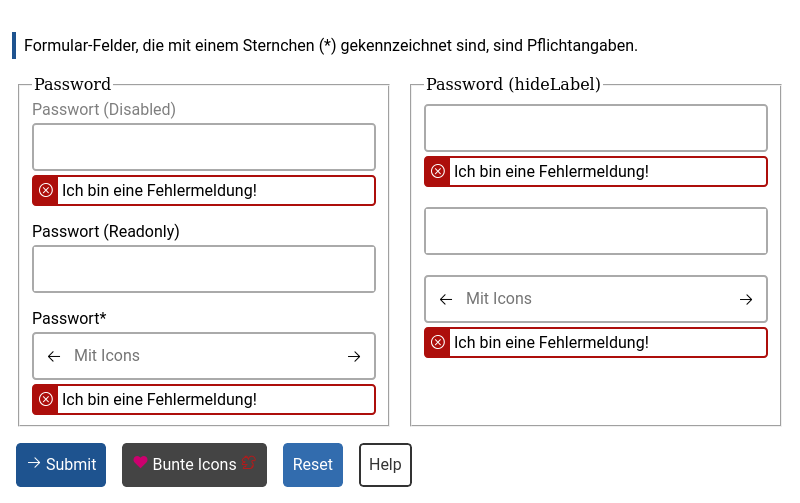 Formular-Felder, die mit einem Sternchen (*) gekennzeichnet sind, sind Pflichtangaben.
Password
Passwort (Disabled)
Ich bin eine Fehlermeldung!
Passwort (Readonly)
Passwort*
Mit Icons
Ich bin eine Fehlermeldung!
Password (hideLabel)
Ich bin eine Fehlermeldung!
Mit Icons
Ich bin eine Fehlermeldung!
Submit
Bunte Icons
Reset
Help